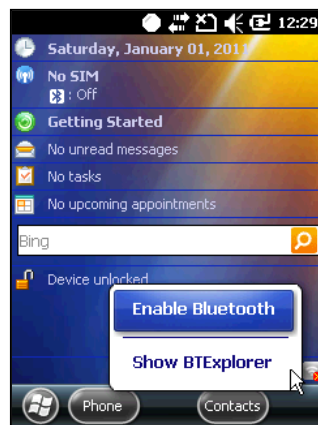 12:29
Saturday, January 01, 2011
No SIM
: Off
Getting Started
No unread messages
No tasks
No upcoming appointments
Bing
Device unlocked
Enable Bluetooth
Show BTExplorer
Phone
Contacts